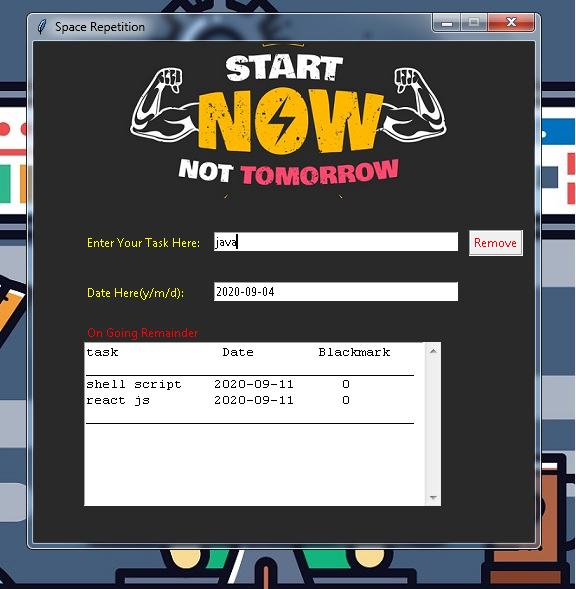 Space Repetition
START
NOW
NOT TOMORROW
Enter Your Task Here: java Remove
Date Here(y/m/d): 2020-09-04
On Going Remainder
task Date Blackmark
shell script 2020-09-11 0
react js 2020-09-11 0